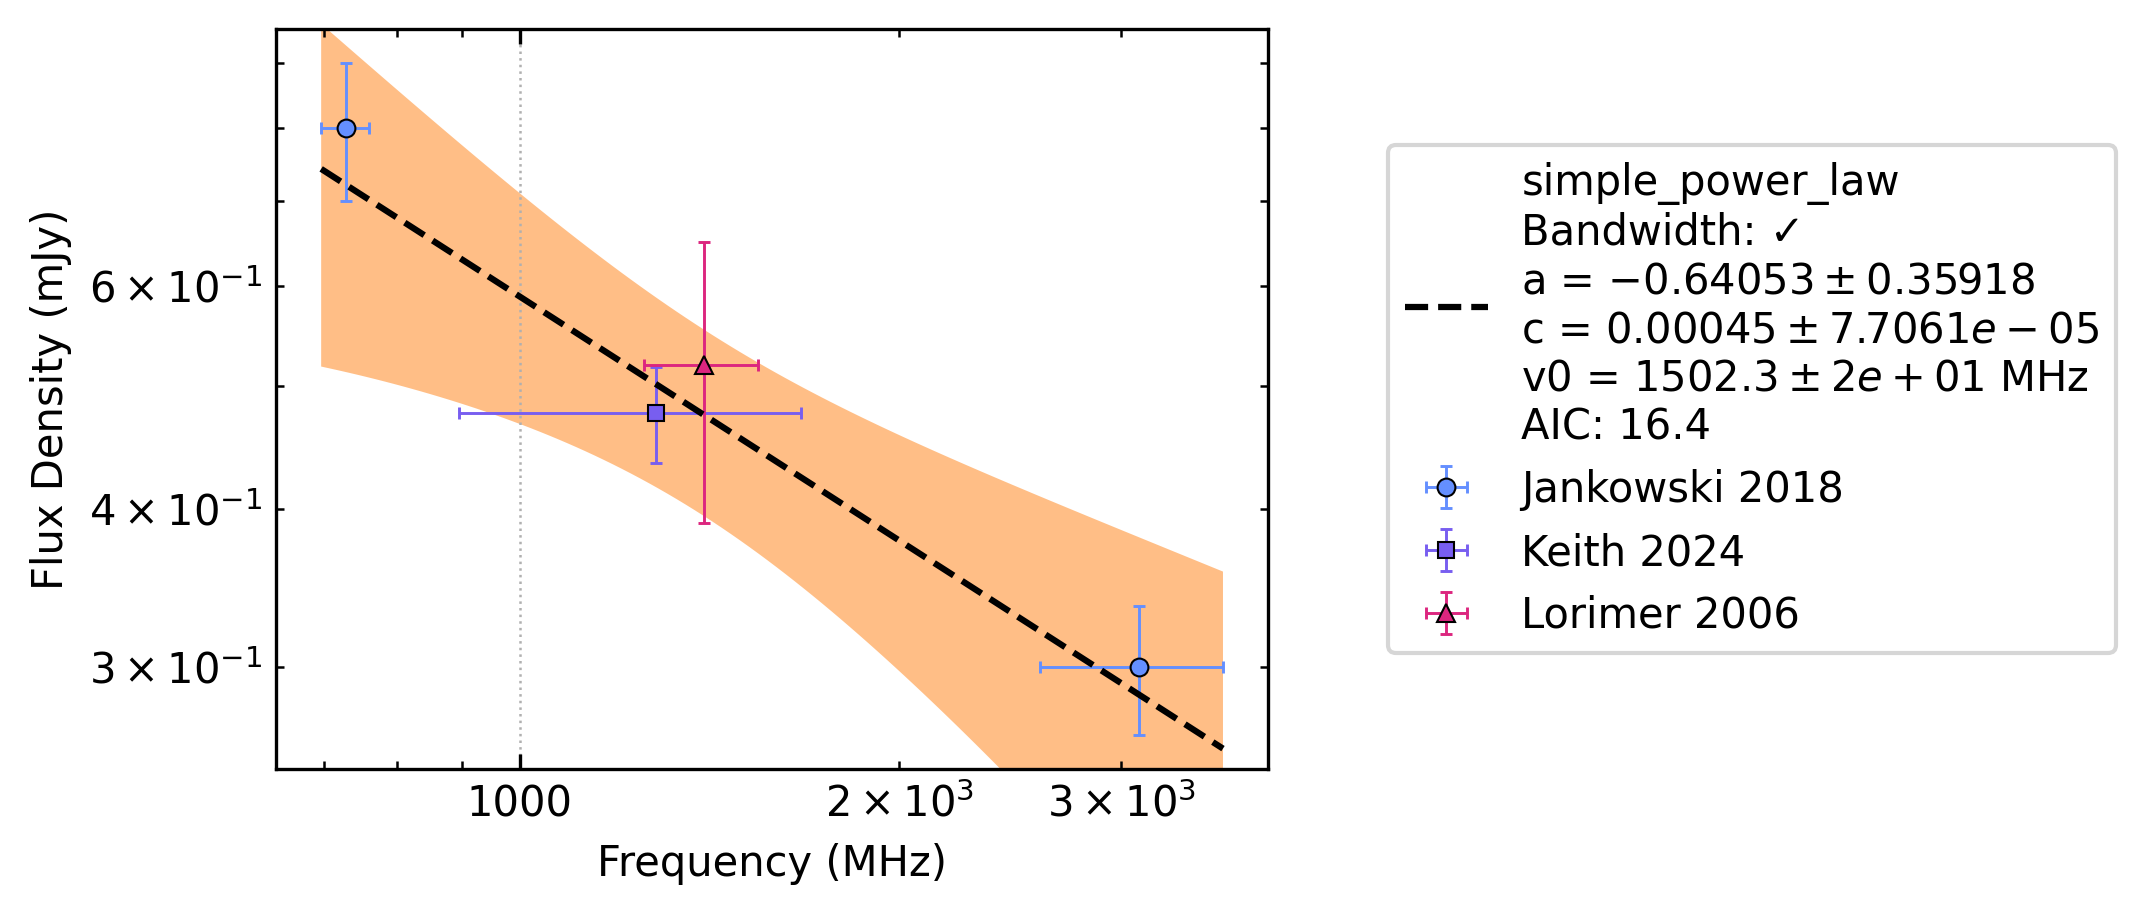 Flux Density (mJy)
6 × 10⁻¹
4 × 10⁻¹
3 × 10⁻¹
1000
2 × 10³
3 × 10³
Frequency (MHz)
simple_power_law
Bandwidth: ✓
a = −0.64053 ± 0.35918
c = 0.00045 ± 7.7061e − 05
v0 = 1502.3 ± 2e + 01 MHz
AIC: 16.4
Jankowski 2018
Keith 2024
Lorimer 2006